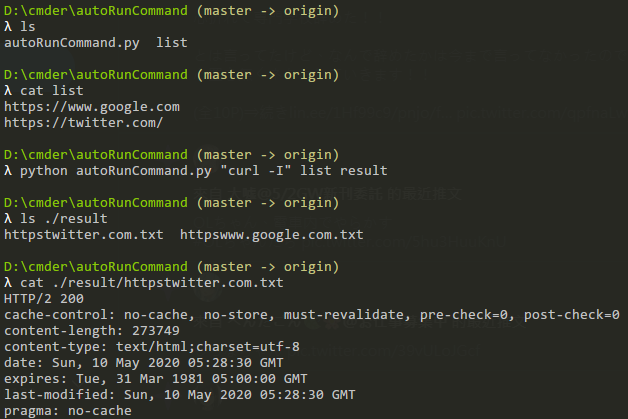 D:\cmder\autoRunCommand (master -> origin)
λ ls
autoRunCommand.py  list
D:\cmder\autoRunCommand (master -> origin)
λ cat list
https://www.google.com
https://twitter.com/
D:\cmder\autoRunCommand (master -> origin)
λ python autoRunCommand.py "curl -I" list result
D:\cmder\autoRunCommand (master -> origin)
λ ls ./result
httpstwitter.com.txt  httpswww.google.com.txt
D:\cmder\autoRunCommand (master -> origin)
λ cat ./result/httpstwitter.com.txt
HTTP/2 200
cache-control: no-cache, no-store, must-revalidate, pre-check=0, post-check=0
content-length: 273749
content-type: text/html;charset=utf-8
date: Sun, 10 May 2020 05:28:30 GMT
expires: Tue, 31 Mar 1981 05:00:00 GMT
last-modified: Sun, 10 May 2020 05:28:30 GMT
pragma: no-cache